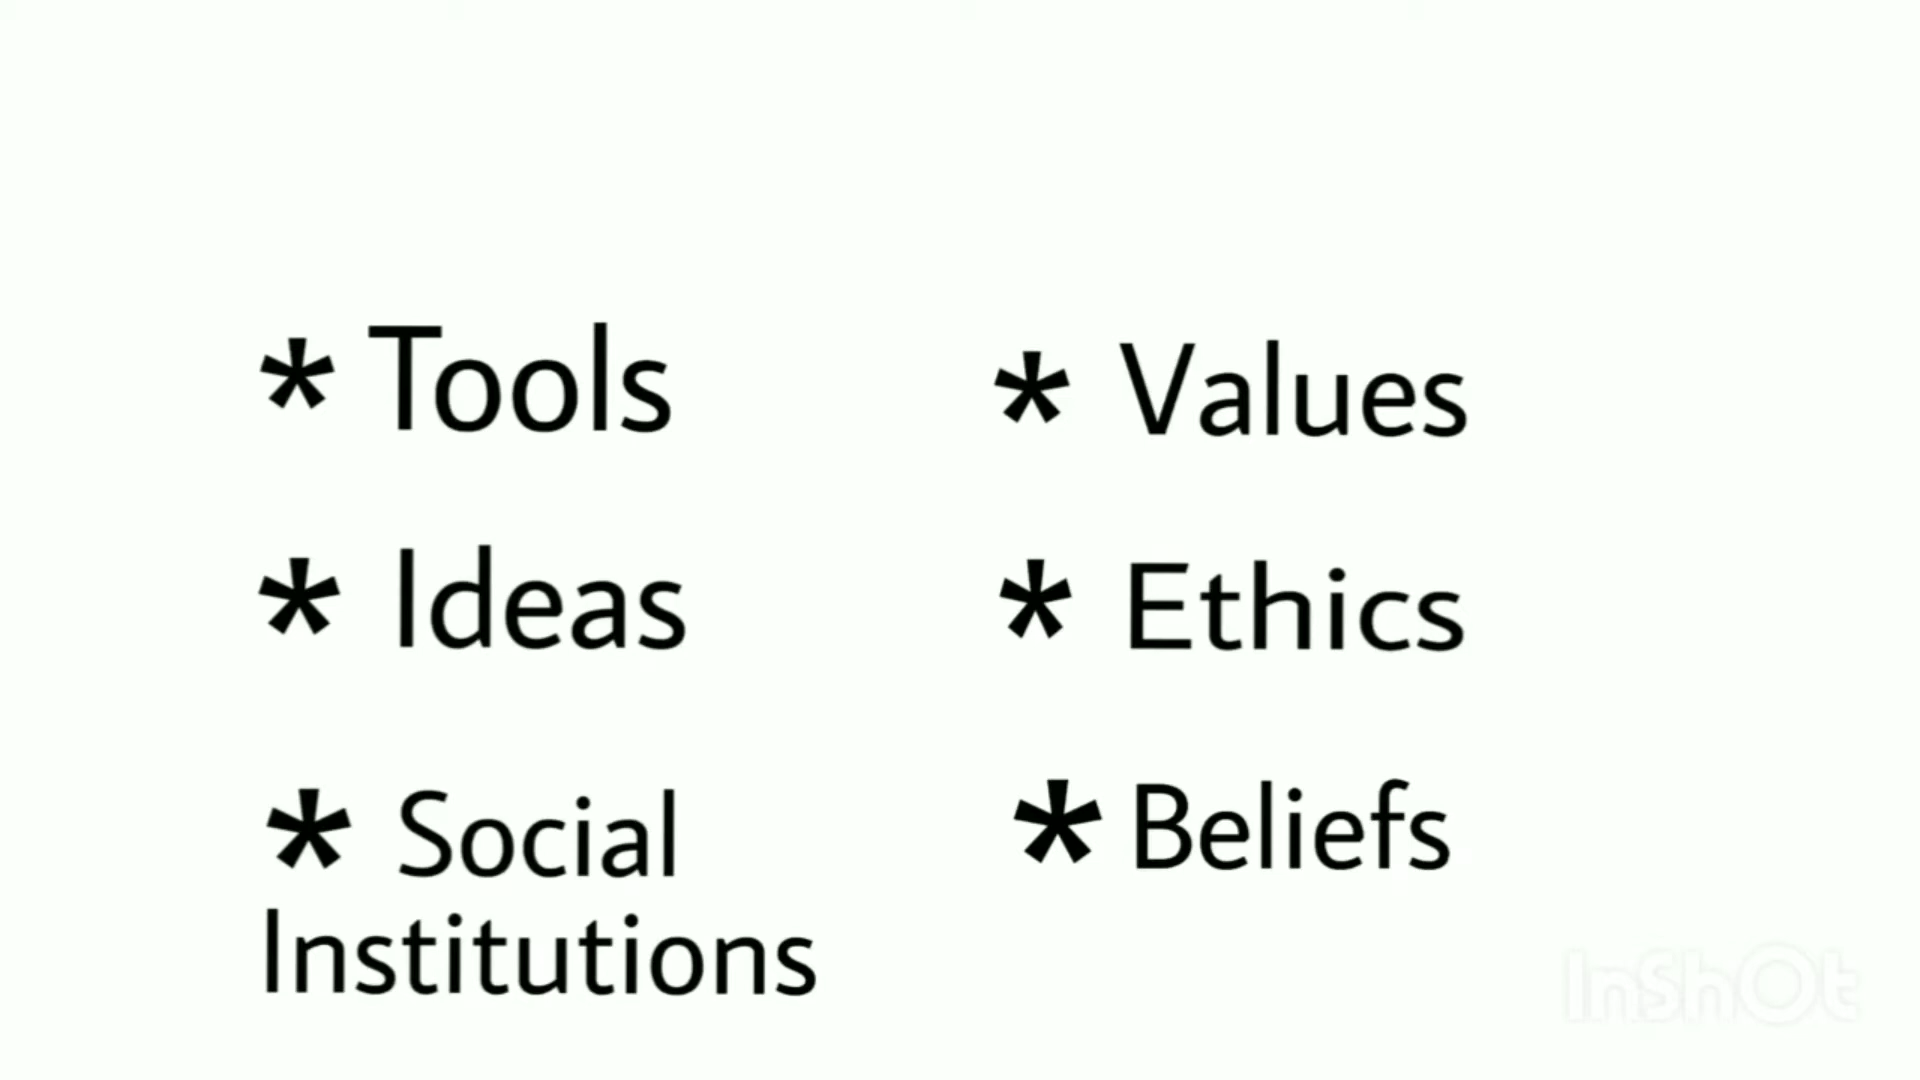 * Tools
* Ideas
* Social
Institutions
* Values
* Ethics
* Beliefs
InShOt